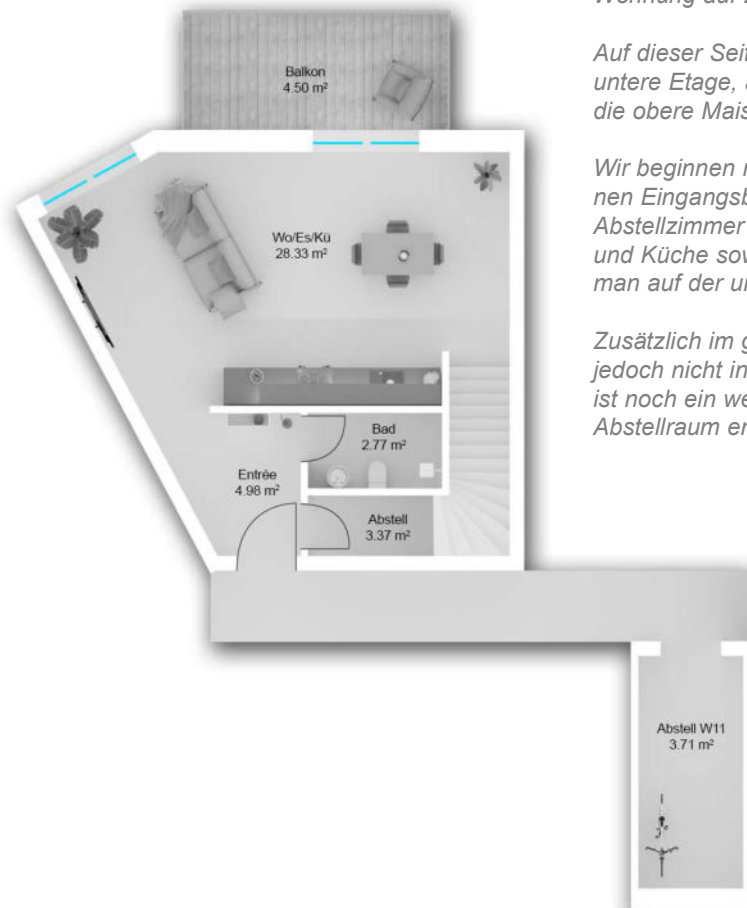 Wohnung auf
Auf dieser Seit
untere Etage,
die obere Mais
Wir beginnen
nen Eingangsb
Abstellzimmer
und Küche sow
man auf der un
Zusätzlich im g
jedoch nicht in
ist noch ein we
Abstellraum er
Balkon
4.50 m²
Wo/Es/Kü
28.33 m²
Bad
2.77 m²
Entrée
4.98 m²
Abstell
3.37 m²
Abstell W11
3.71 m²